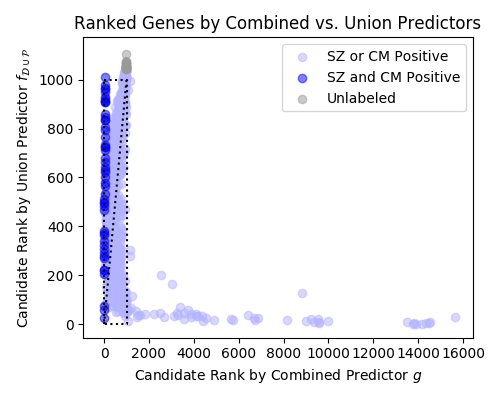 Ranked Genes by Combined vs. Union Predictors
SZ or CM Positive
SZ and CM Positive
Unlabeled
Candidate Rank by Union Predictor f_{D∪P}
1000
800
600
400
200
0
0 2000 4000 6000 8000 10000 12000 14000 16000
Candidate Rank by Combined Predictor g